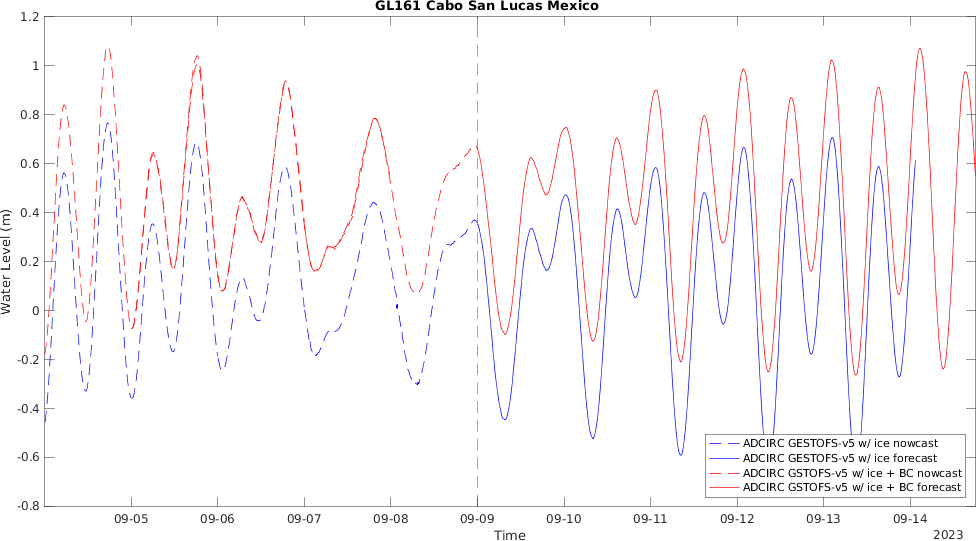 GL161 Cabo San Lucas Mexico
1.2
1
0.8
0.6
0.4
0.2
0
-0.2
-0.4
-0.6
-0.8
Water Level (m)
ADCIRC GESTOFS-v5 w/ ice nowcast
ADCIRC GESTOFS-v5 w/ ice forecast
ADCIRC GSTOFS-v5 w/ ice + BC nowcast
ADCIRC GSTOFS-v5 w/ ice + BC forecast
09-05 09-06 09-07 09-08 09-09 09-10 09-11 09-12 09-13 09-14
Time
2023